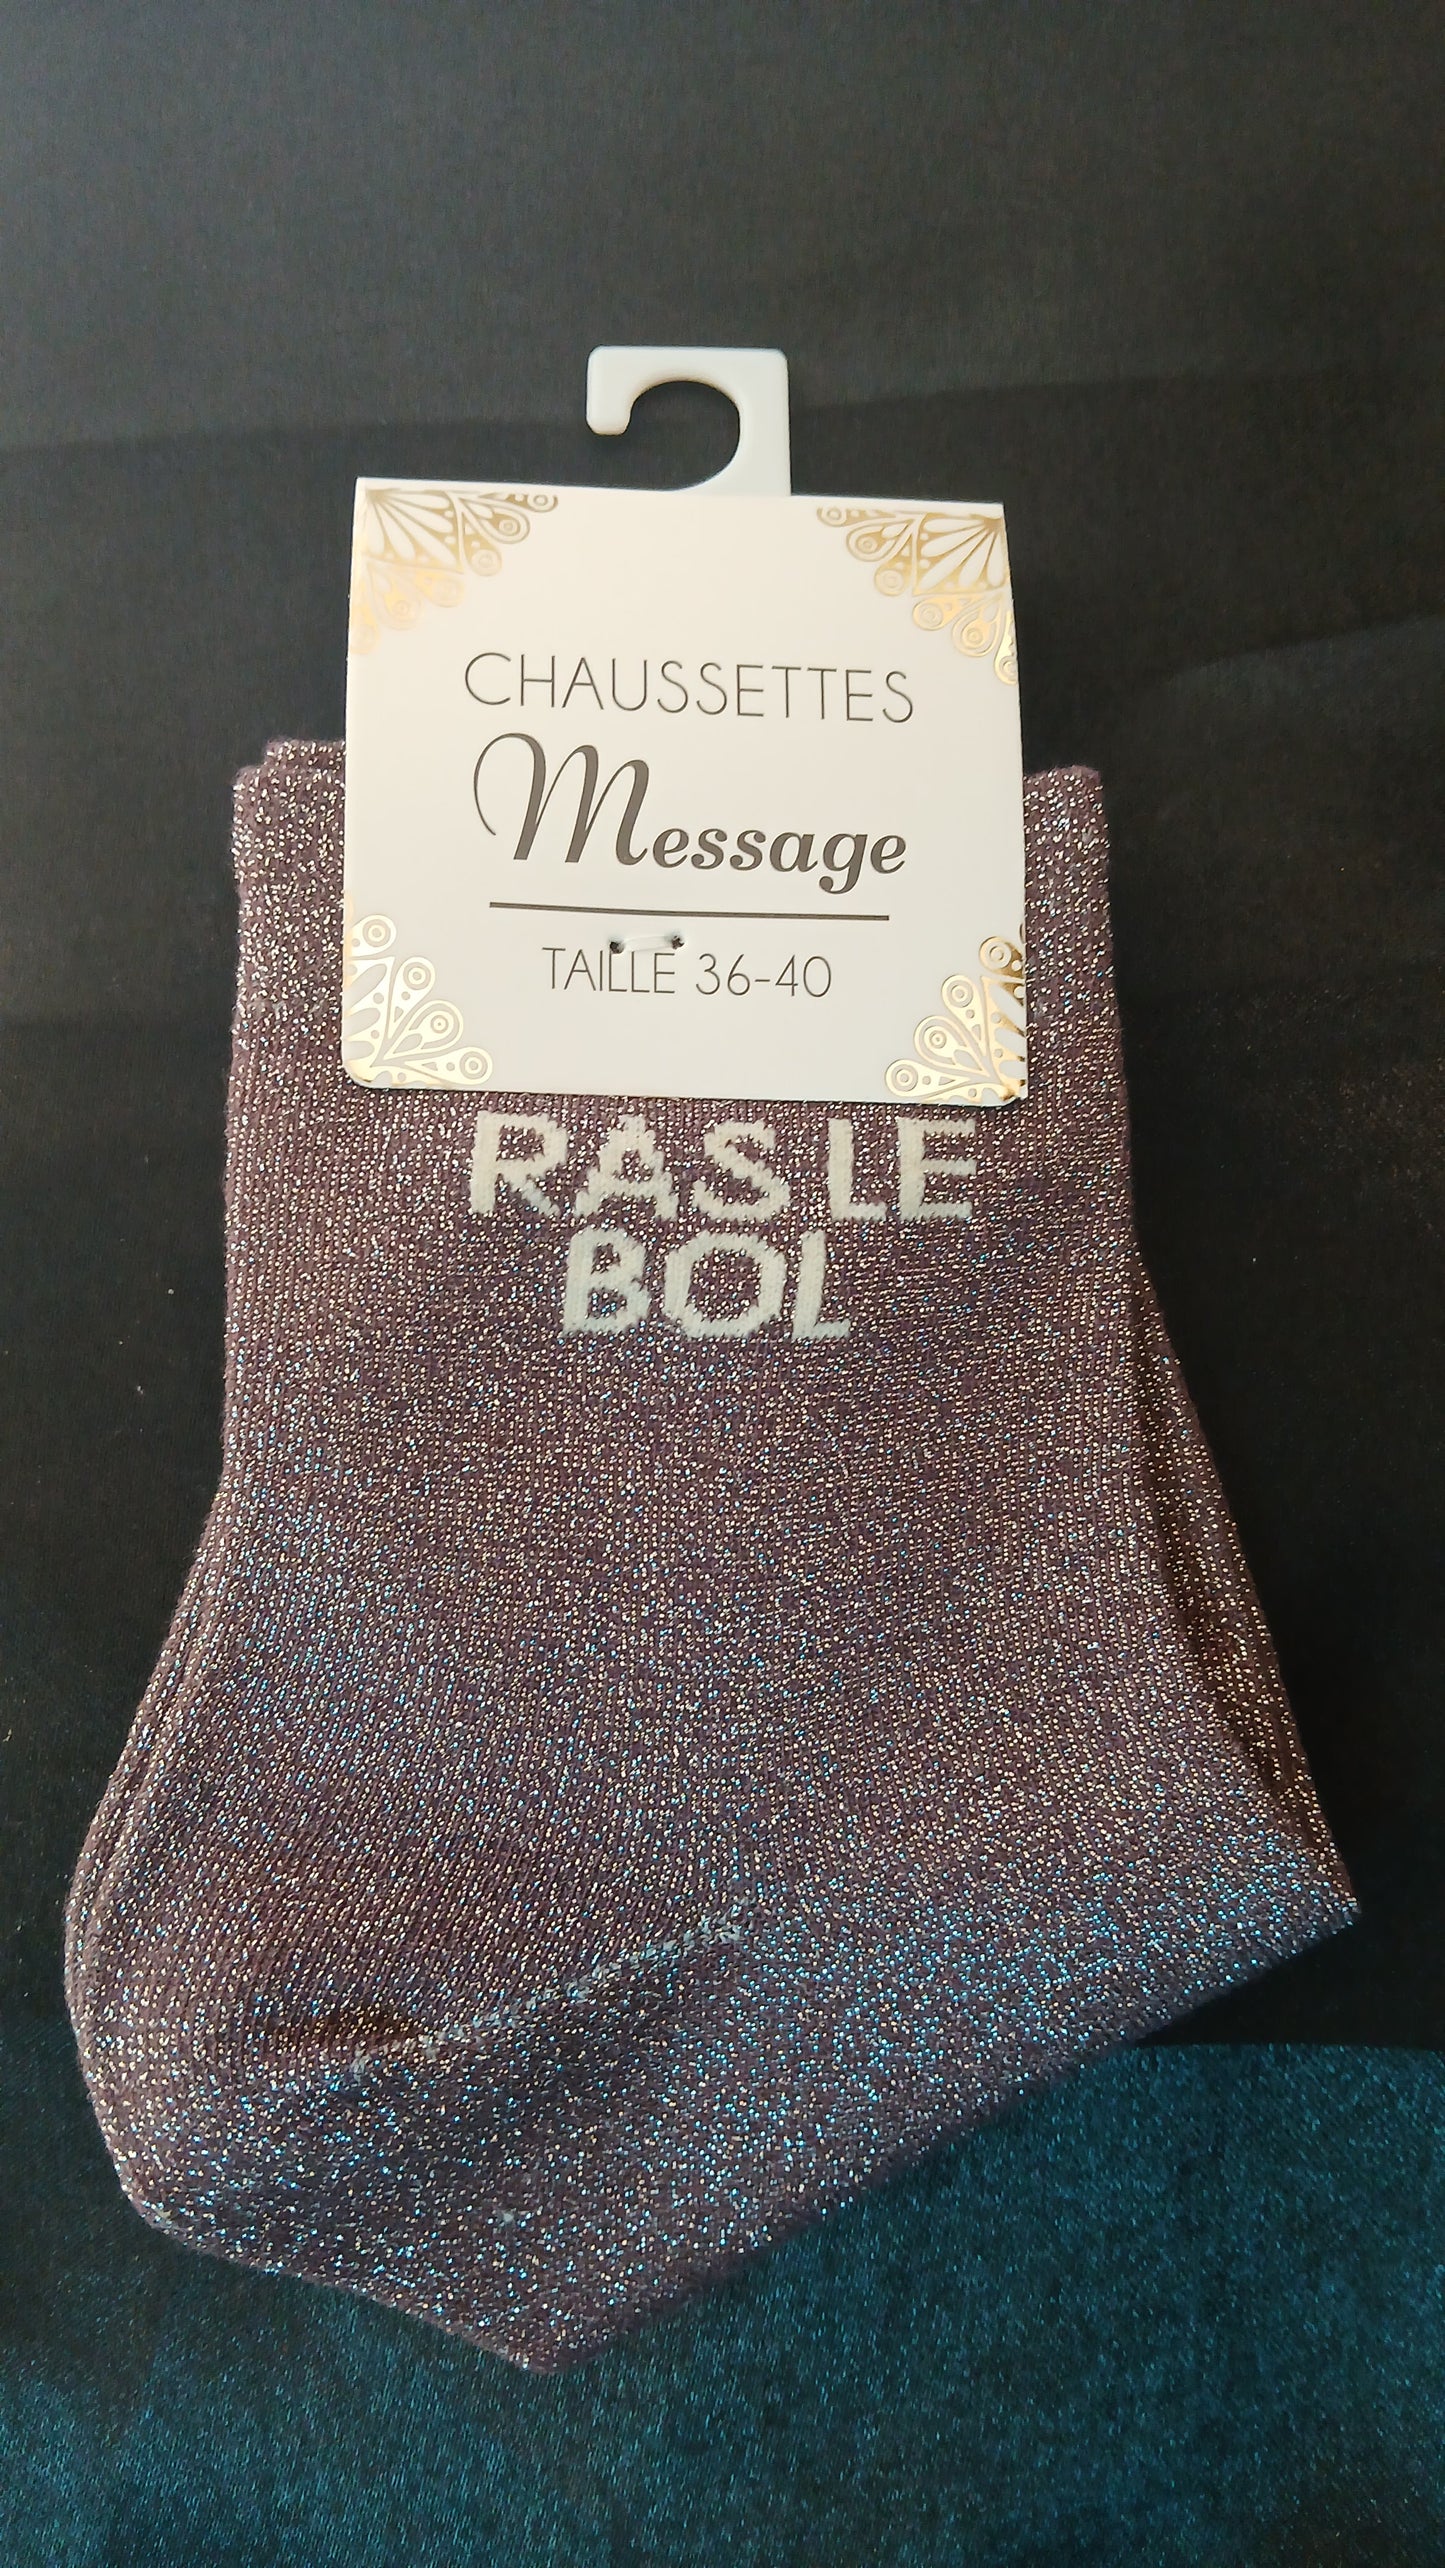 CHAUSSETTES
Message
TAILLE 36-40
RAS LE
BOL